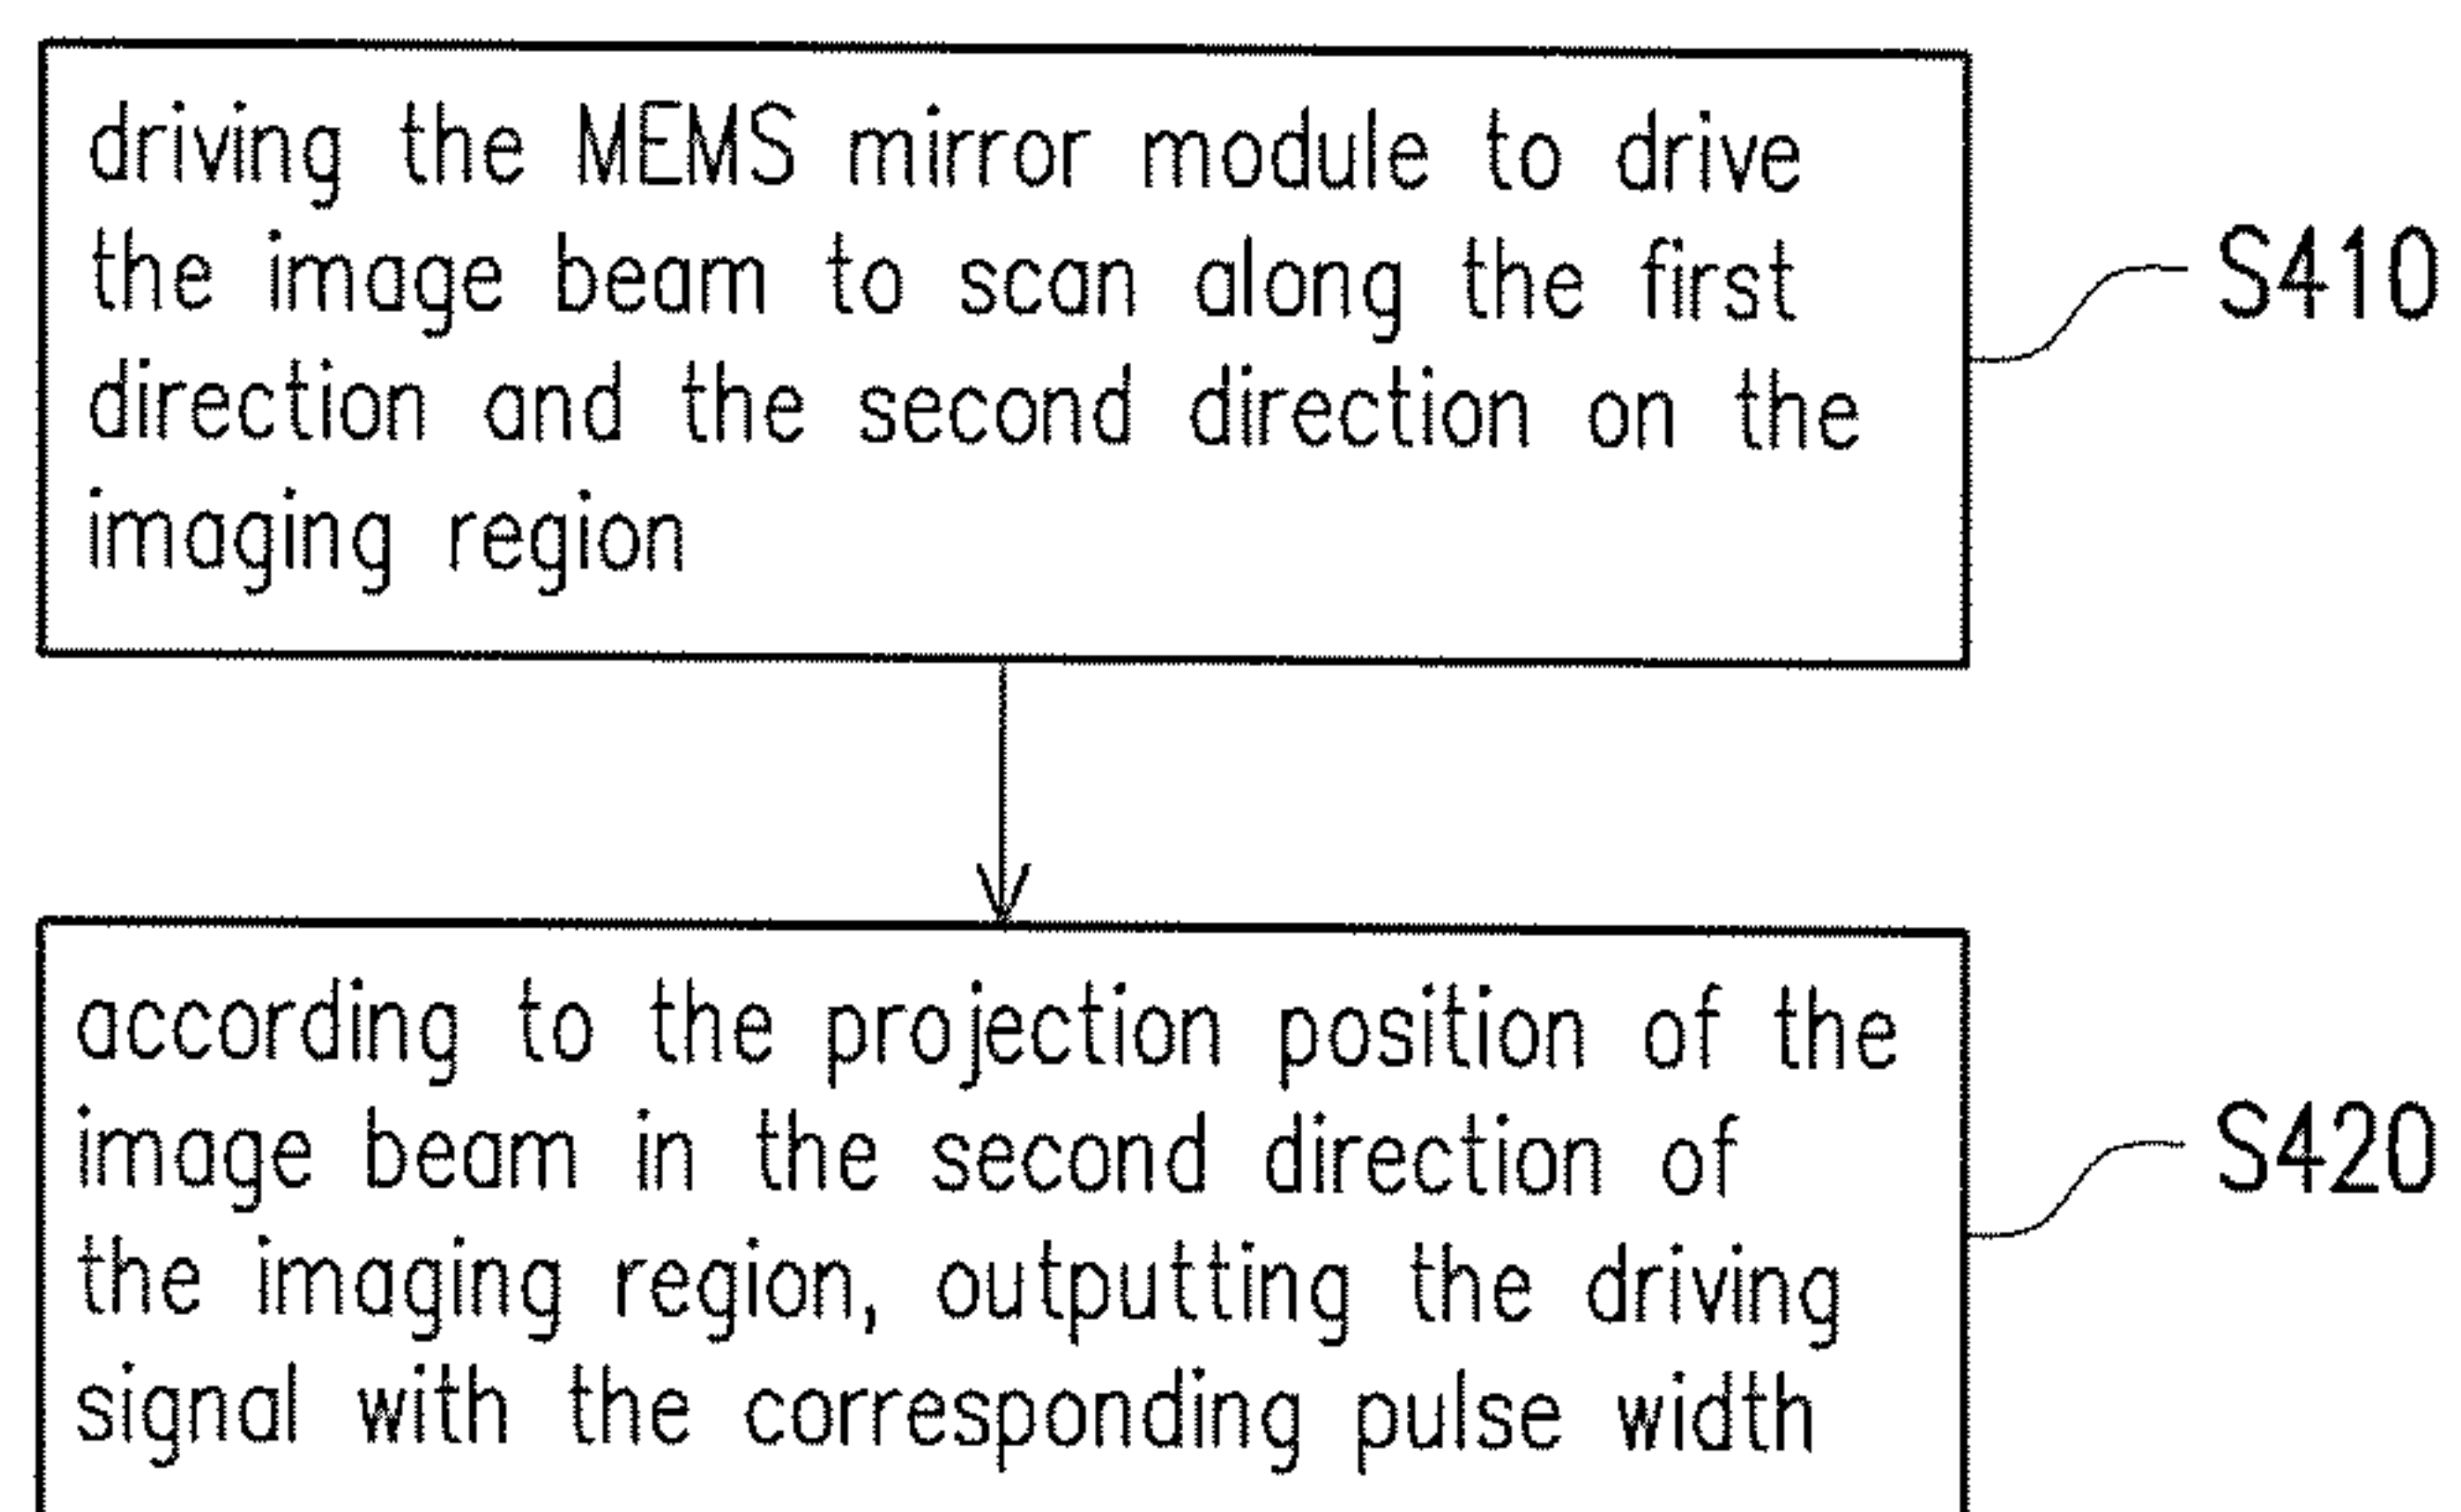 driving the MEMS mirror module to drive
the image beam to scan along the first
direction and the second direction on the
imaging region
S410
according to the projection position of the
image beam in the second direction of
the imaging region, outputting the driving
signal with the corresponding pulse width
S420